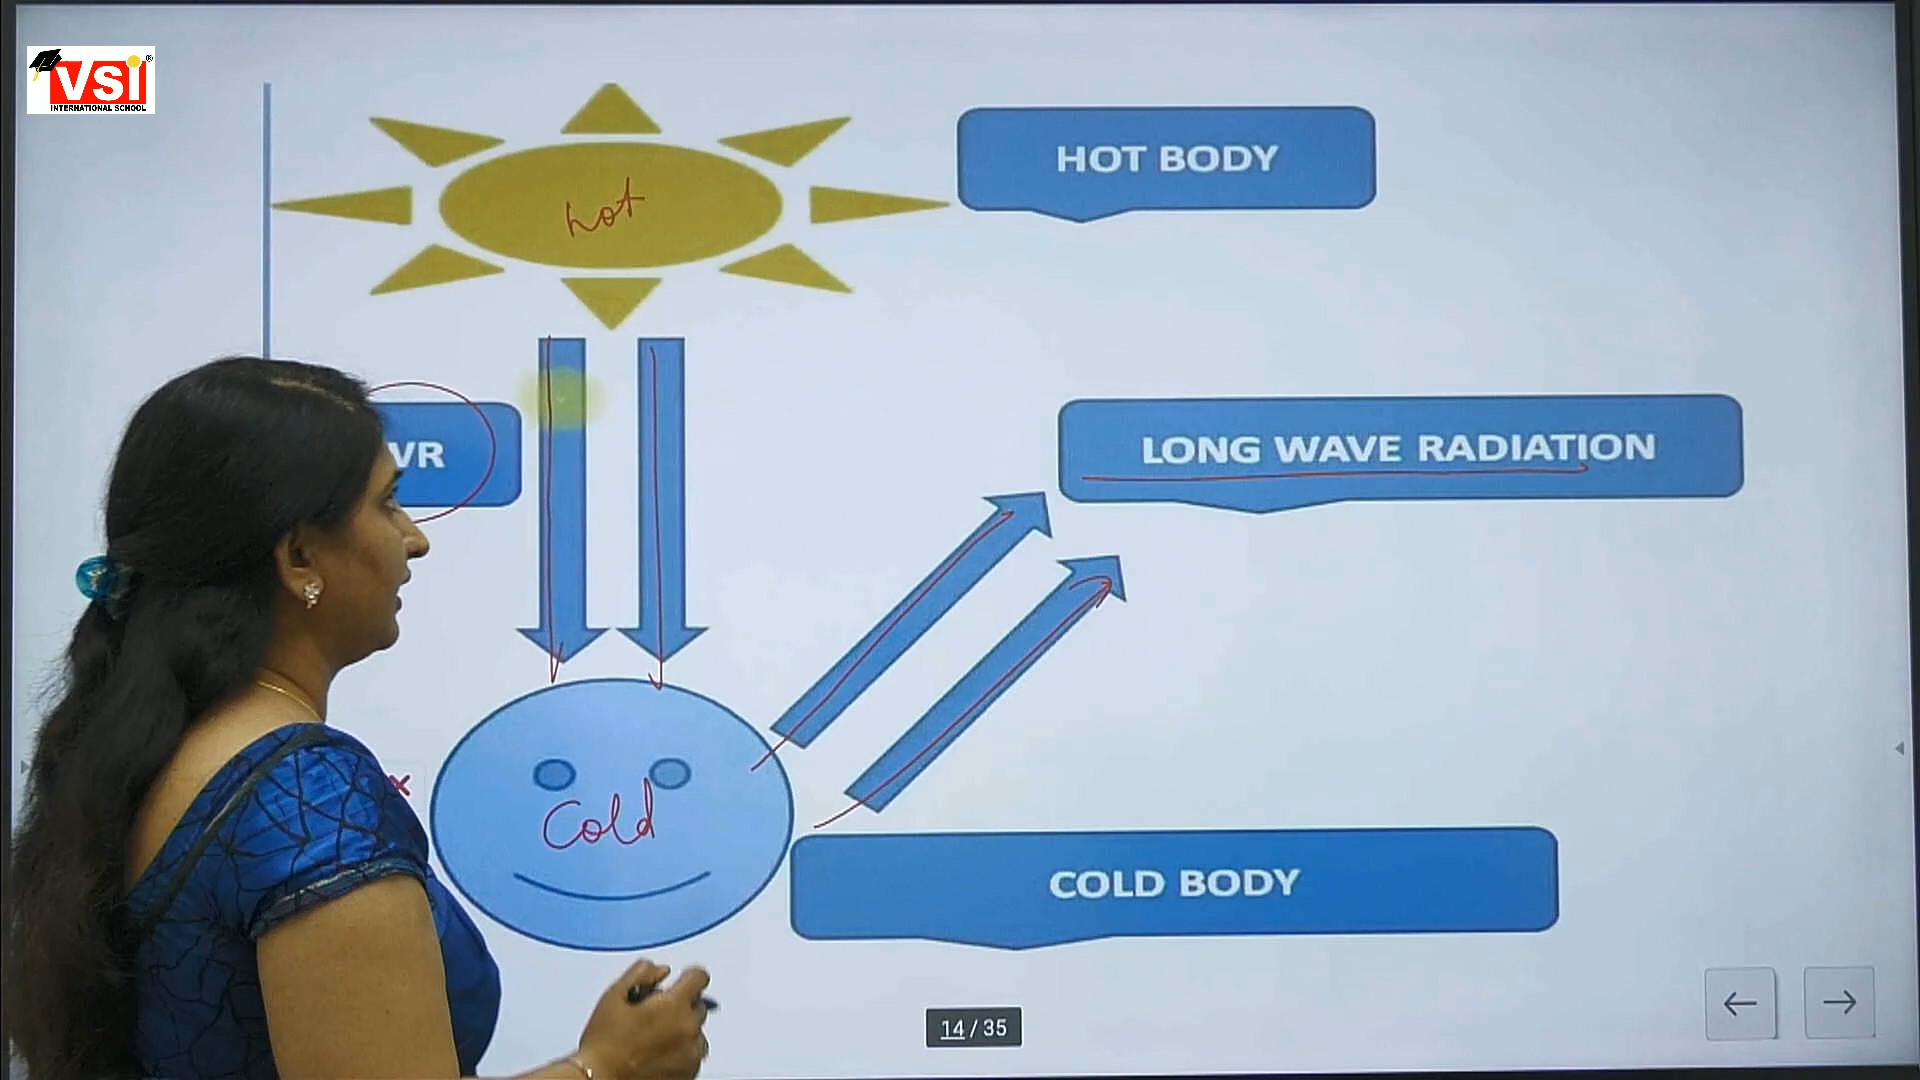 VSI
INTERNATIONAL SCHOOL
HOT BODY
hot
VR
LONG WAVE RADIATION
Cold
COLD BODY
14 / 35